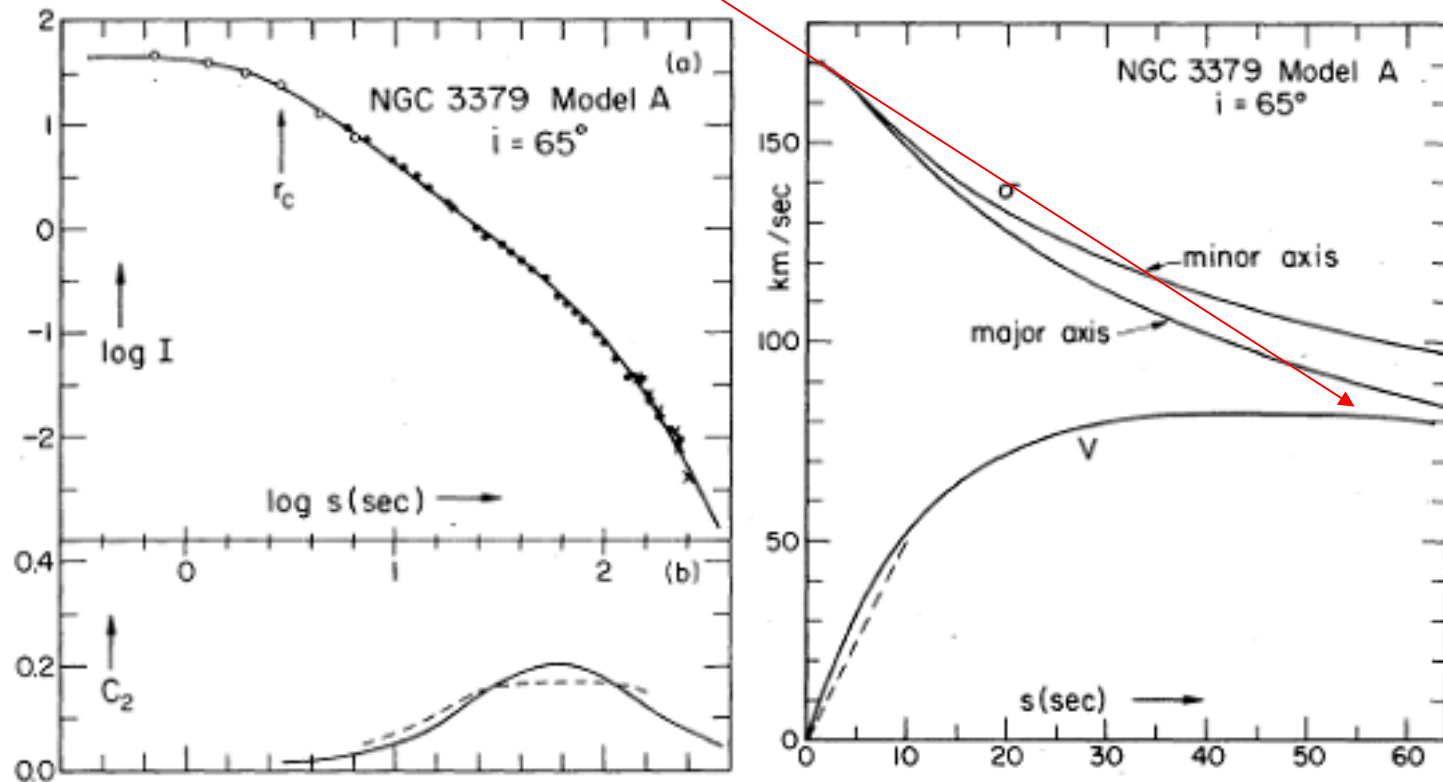 2
1
0
-1
-2
(a)
NGC 3379 Model A
i = 65°
r_c
log I
log s(sec)
0.4
0.2
0.0
0
1
2
(b)
C₂
NGC 3379 Model A
i = 65°
150
100
50
0
km/sec
σ
minor axis
major axis
V
s(sec)
0
10
20
30
40
50
60